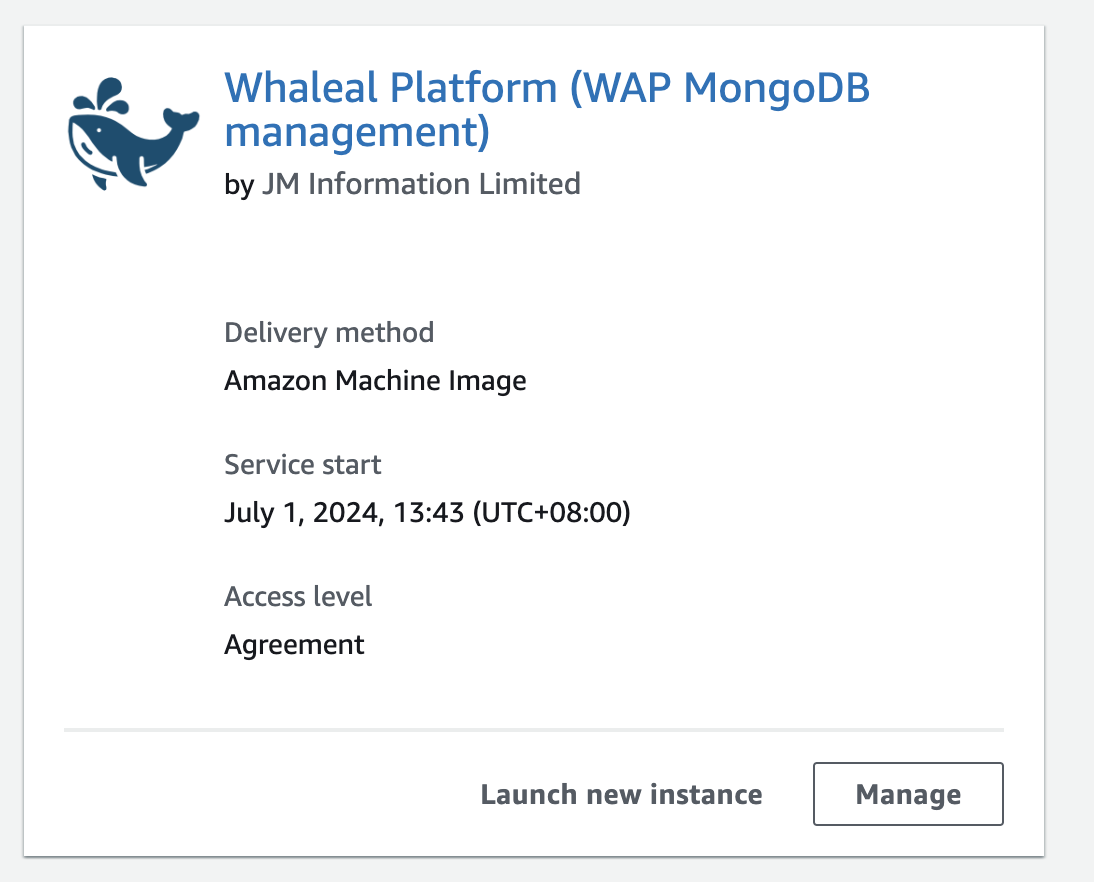 Whaleal Platform (WAP MongoDB
management)
by JM Information Limited
Delivery method
Amazon Machine Image
Service start
July 1, 2024, 13:43 (UTC+08:00)
Access level
Agreement
Launch new instance
Manage